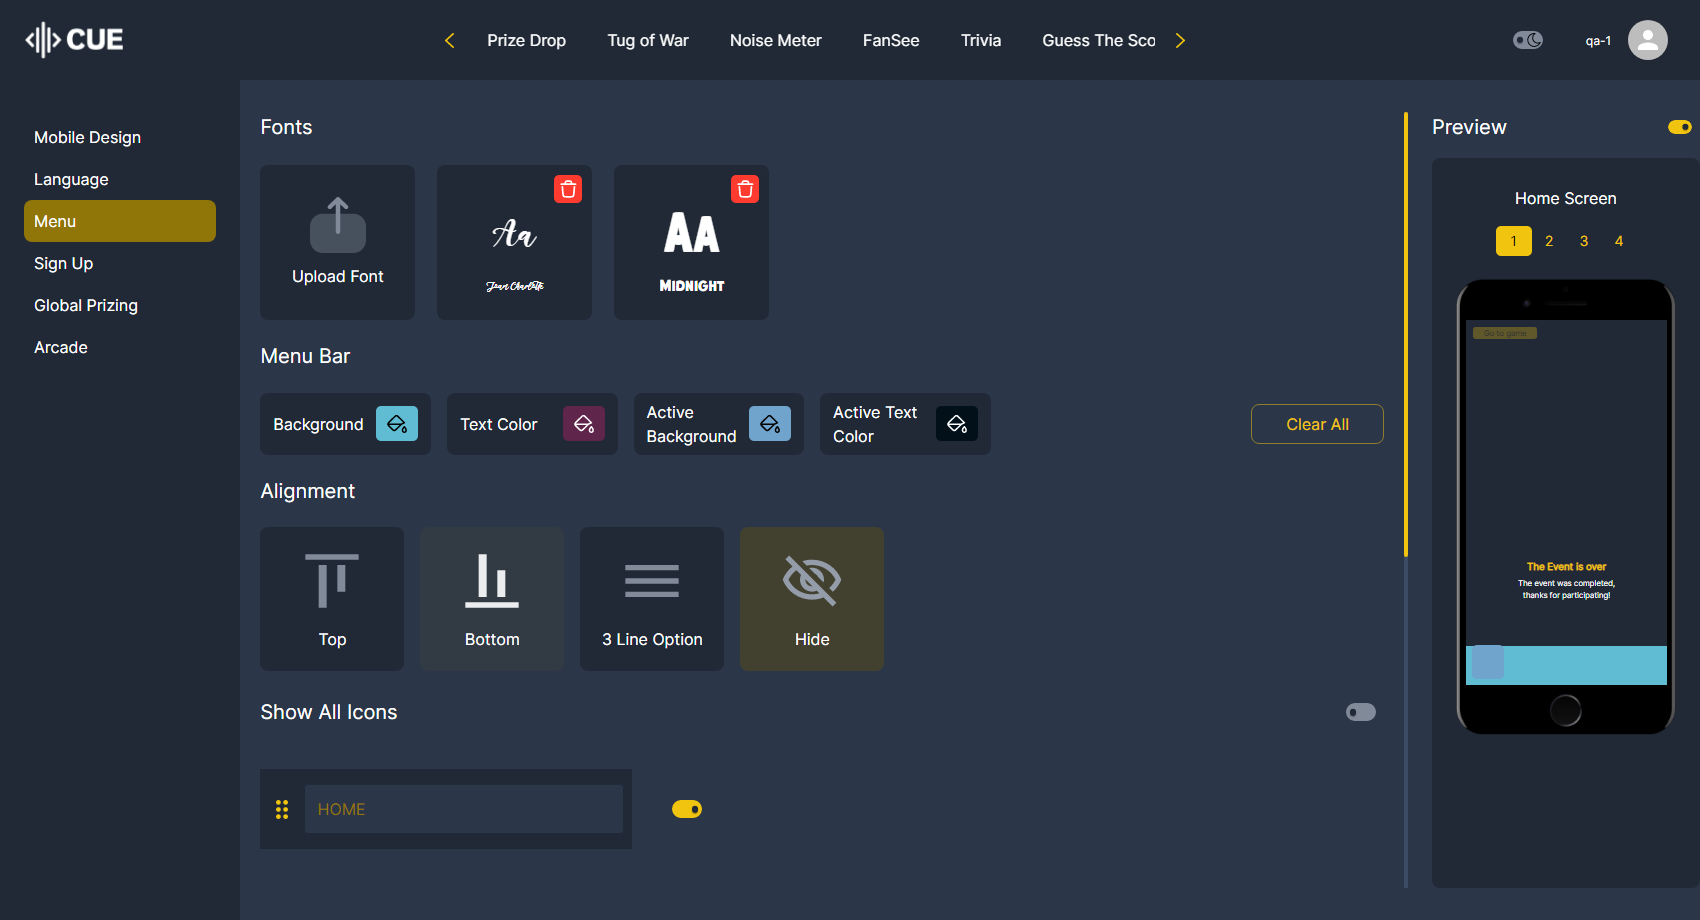 CUE
Prize Drop
Tug of War
Noise Meter
FanSee
Trivia
Guess The Sco
qa-1
Mobile Design
Language
Menu
Sign Up
Global Prizing
Arcade
Fonts
Upload Font
Aa
Jean Charlotte
AA
MIDNIGHT
Menu Bar
Background
Text Color
Active
Background
Active Text
Color
Clear All
Alignment
Top
Bottom
3 Line Option
Hide
Show All Icons
HOME
Preview
Home Screen
1 2 3 4
Go to game
The Event is over
The event was completed,
thanks for participating!